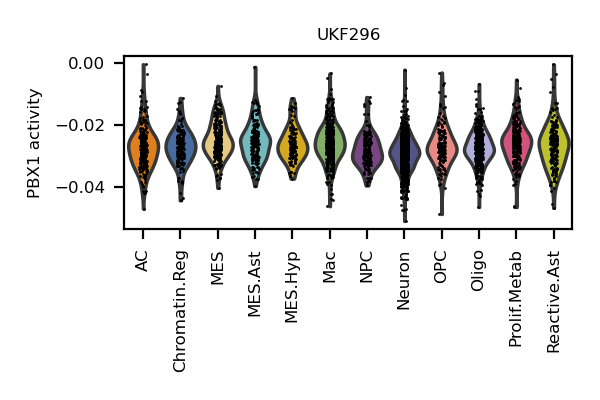 UKF296
PBX1 activity
0.00
−0.02
−0.04
AC
Chromatin.Reg
MES
MES.Ast
MES.Hyp
Mac
NPC
Neuron
OPC
Oligo
Prolif.Metab
Reactive.Ast